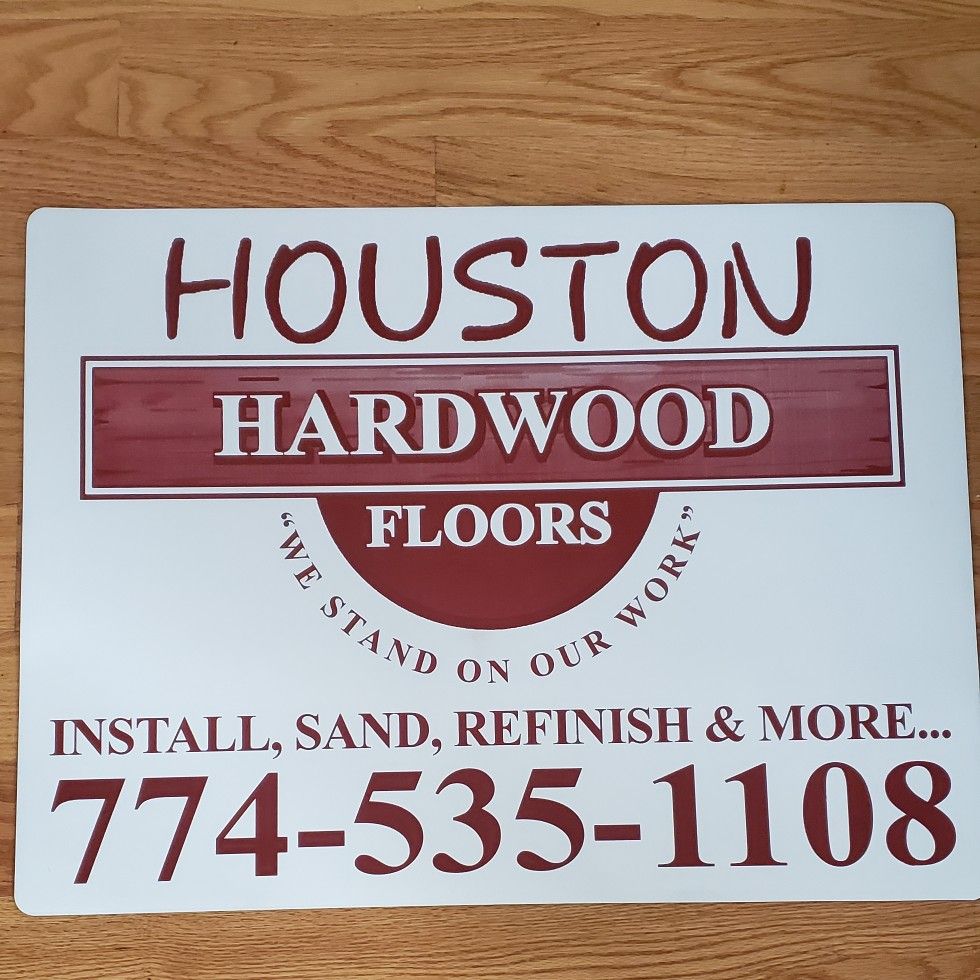 HOUSTON
HARDWOOD
FLOORS
“WE STAND ON OUR WORK”
INSTALL, SAND, REFINISH & MORE...
774-535-1108